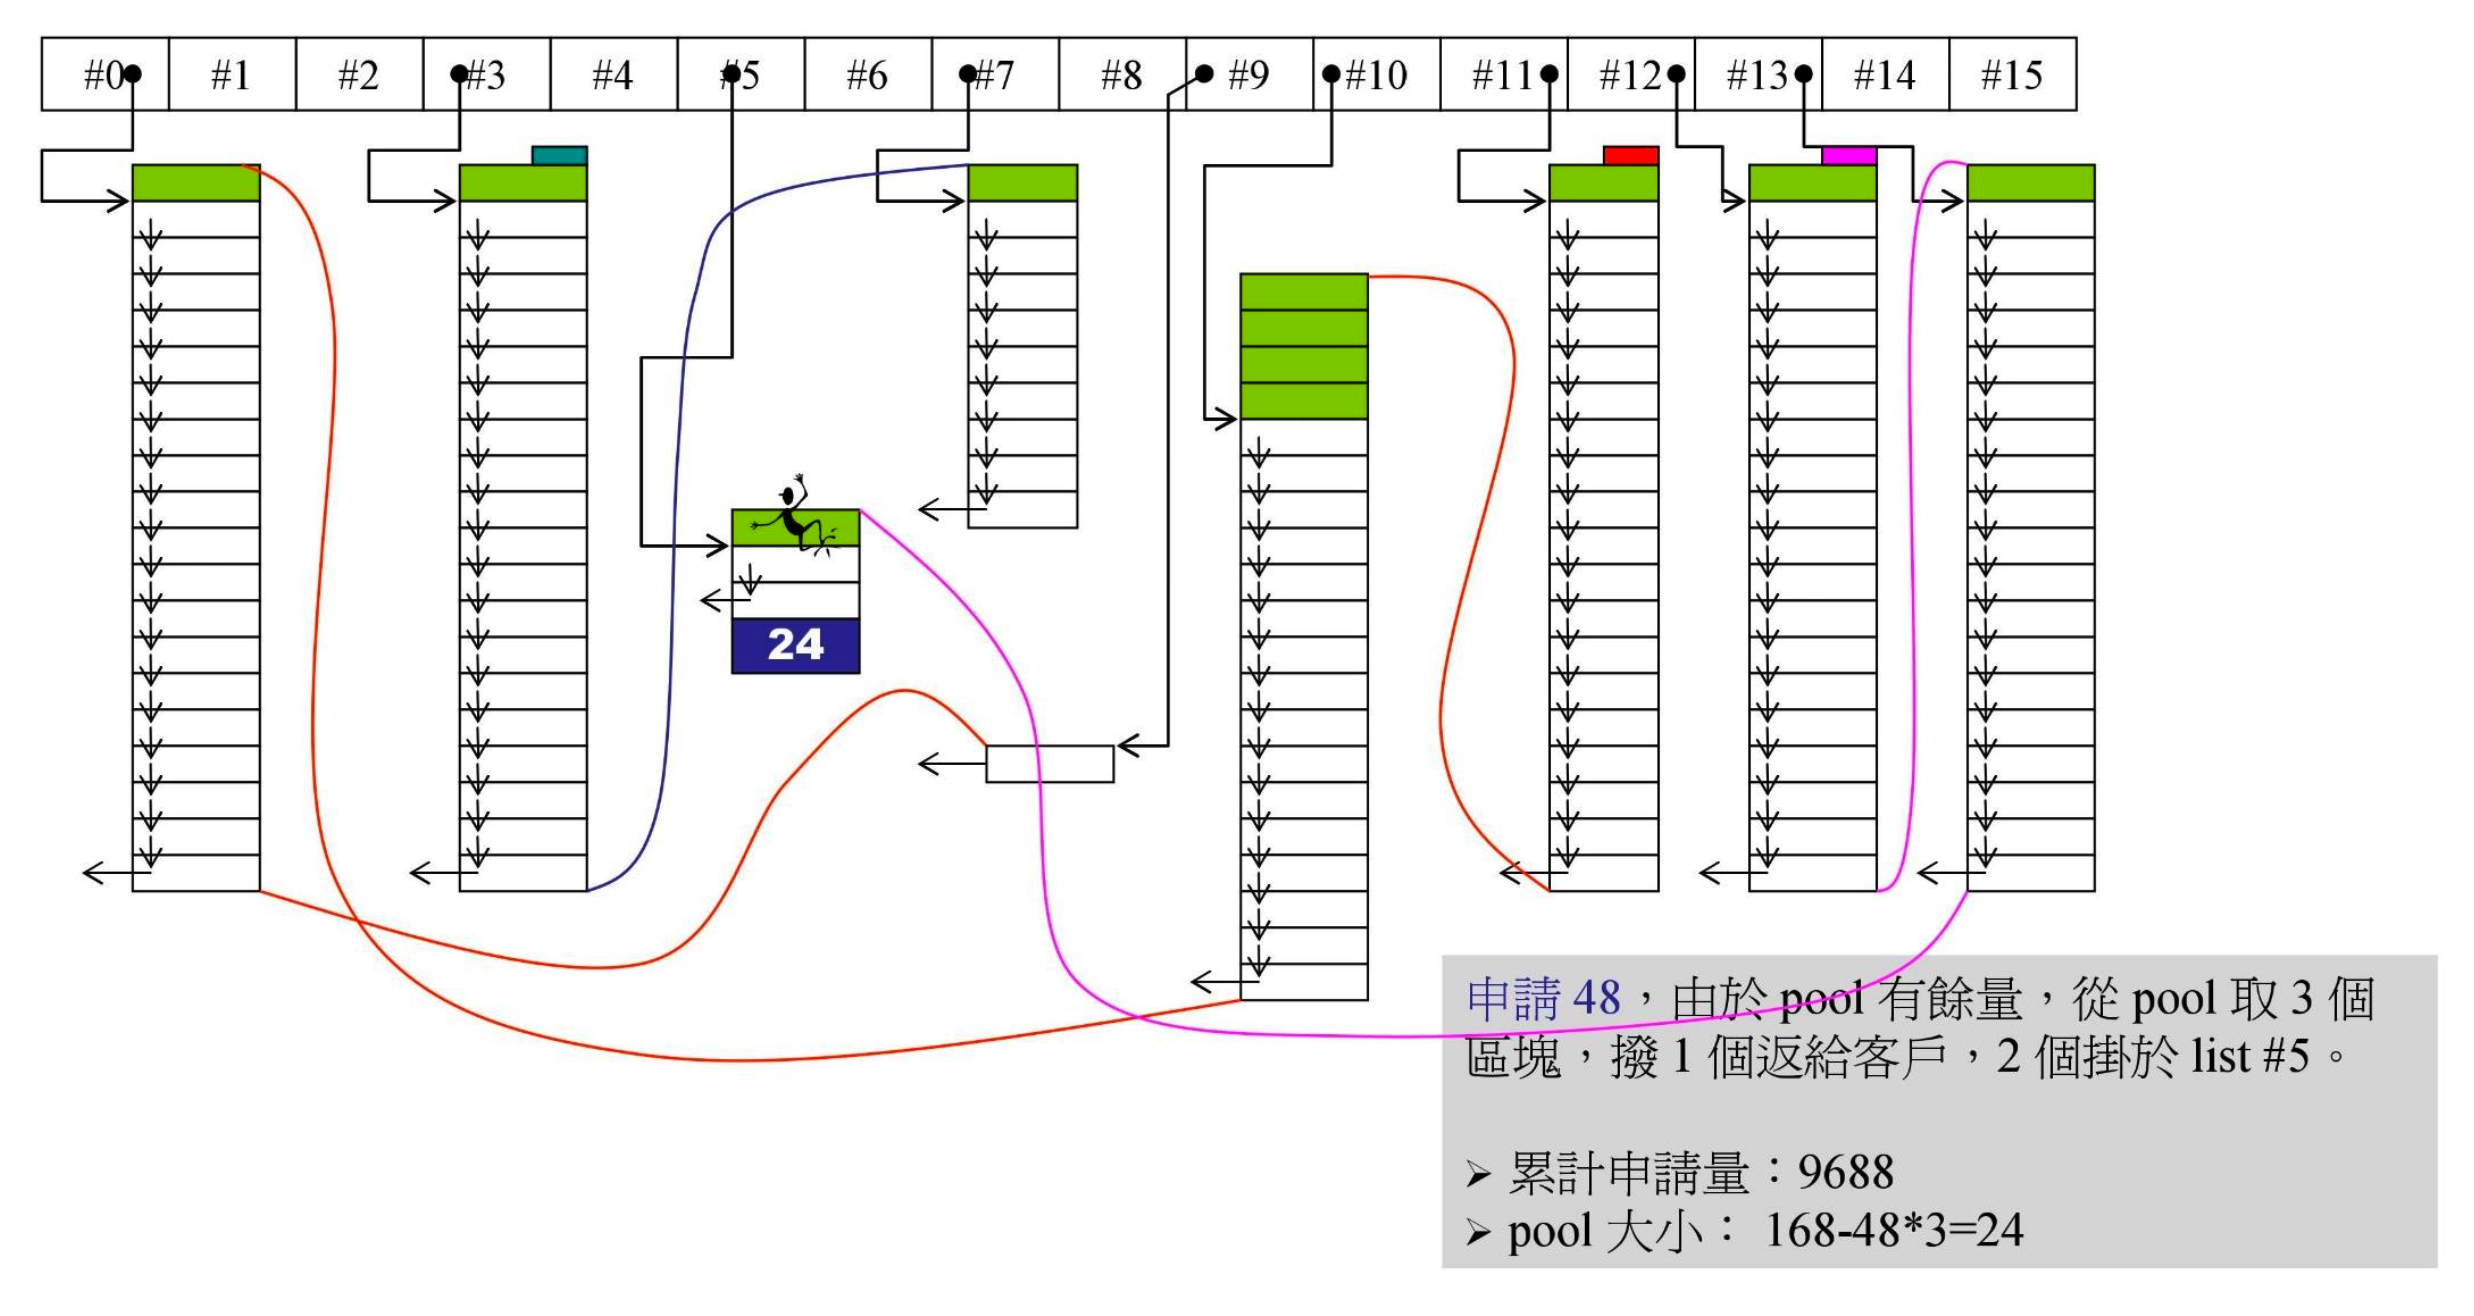 #0 #1 #2 #3 #4 #5 #6 #7 #8 #9 #10 #11 #12 #13 #14 #15
24
申請 48，由於 pool 有餘量，從 pool 取 3 個
區塊，撥 1 個返給客戶，2 個掛於 list #5。
➢ 累計申請量：9688
➢ pool 大小： 168-48*3=24